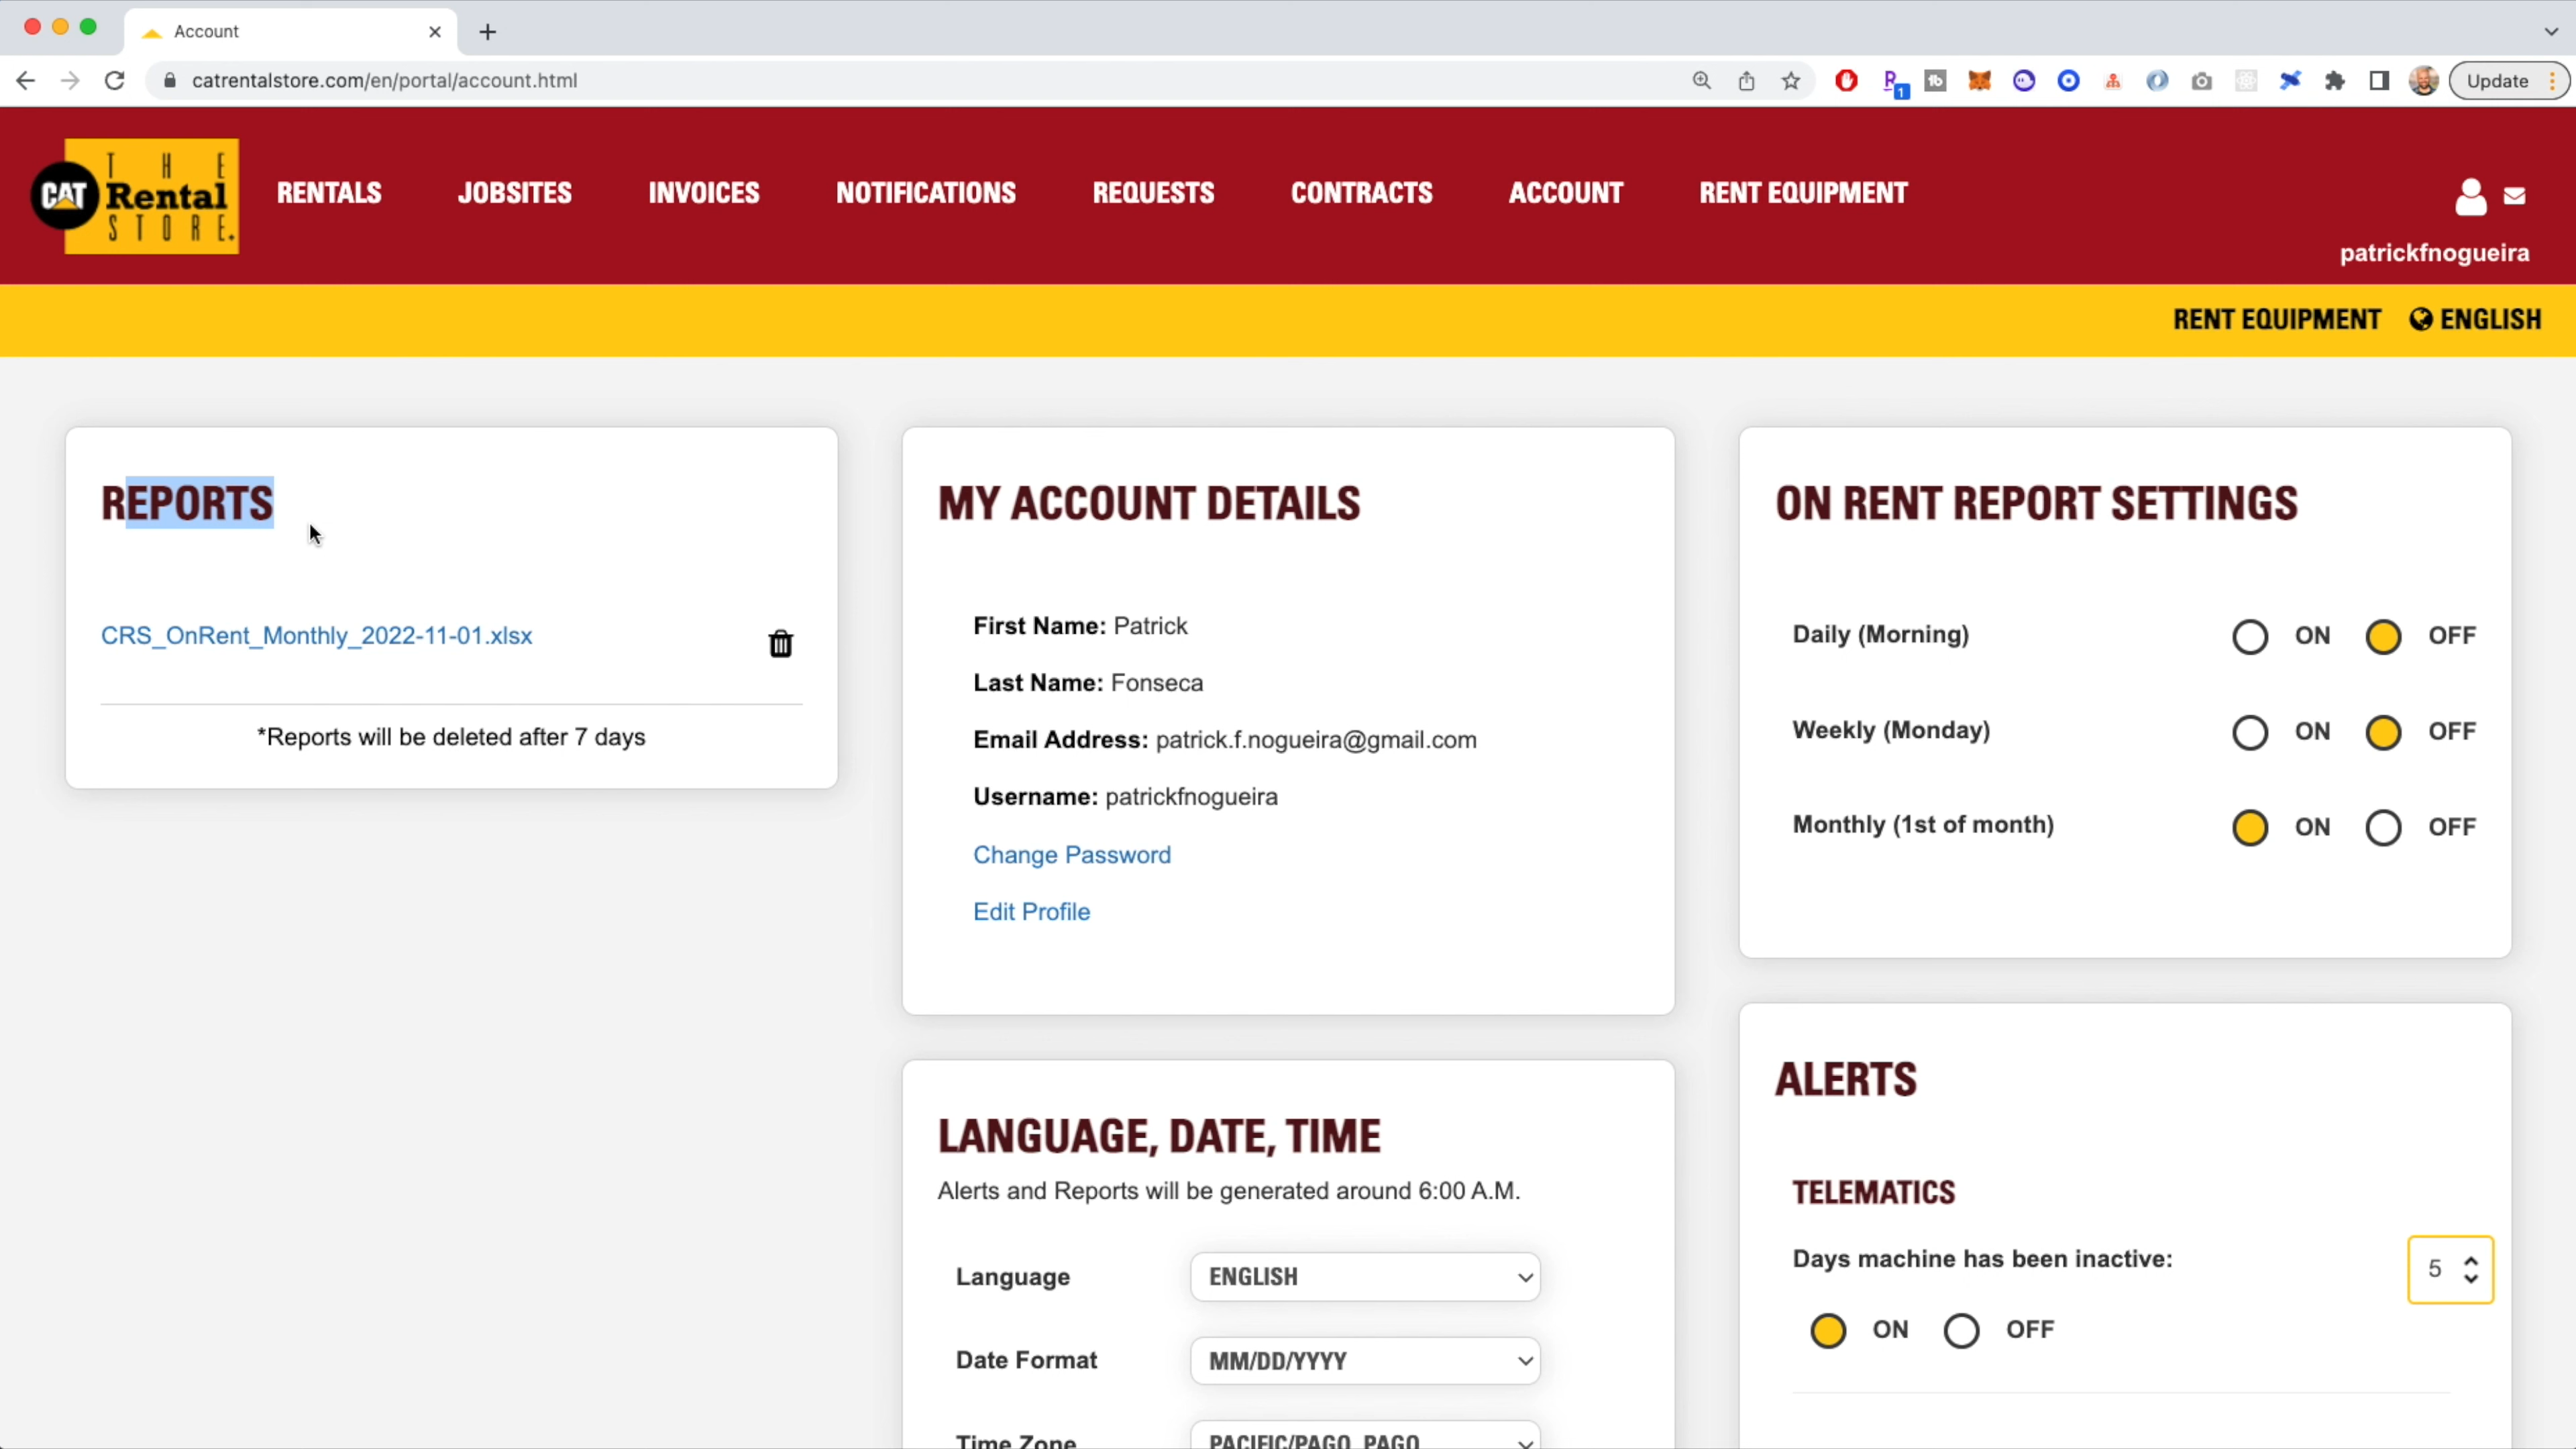 Account
catrentalstore.com/en/portal/account.html
1
Update
THE
CAT Rental
STORE.
RENTALS
JOBSITES
INVOICES
NOTIFICATIONS
REQUESTS
CONTRACTS
ACCOUNT
RENT EQUIPMENT
patrickfnogueira
RENT EQUIPMENT
ENGLISH
REPORTS
CRS_OnRent_Monthly_2022-11-01.xlsx
*Reports will be deleted after 7 days
MY ACCOUNT DETAILS
First Name: Patrick
Last Name: Fonseca
Email Address: patrick.f.nogueira@gmail.com
Username: patrickfnogueira
Change Password
Edit Profile
LANGUAGE, DATE, TIME
Alerts and Reports will be generated around 6:00 A.M.
Language ENGLISH
Date Format MM/DD/YYYY
Time Zone PACIFIC/PAGO_PAGO
ON RENT REPORT SETTINGS
Daily (Morning) ON OFF
Weekly (Monday) ON OFF
Monthly (1st of month) ON OFF
ALERTS
TELEMATICS
Days machine has been inactive: 5
ON OFF